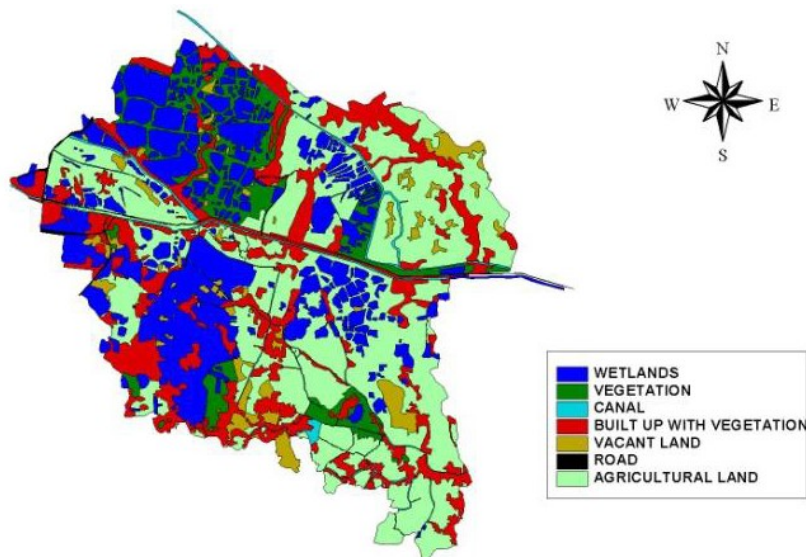 N
W E
S
WETLANDS
VEGETATION
CANAL
BUILT UP WITH VEGETATION
VACANT LAND
ROAD
AGRICULTURAL LAND